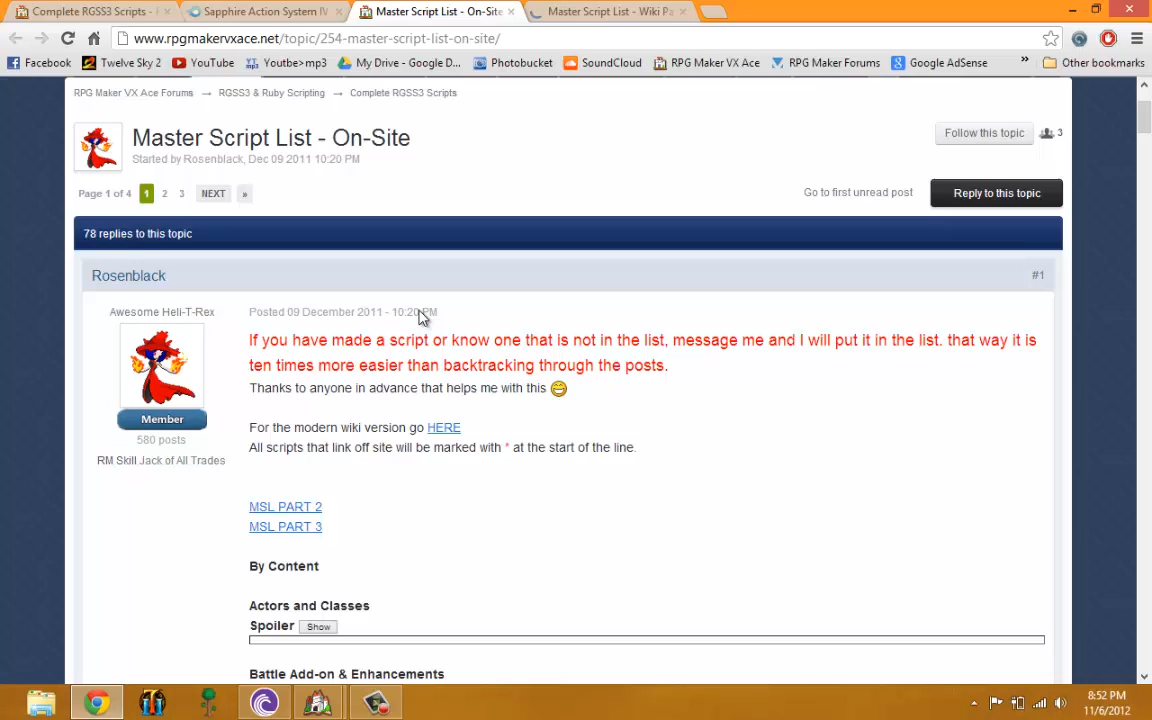 Complete RGSS3 Scripts - F
Sapphire Action System IV
Master Script List - On-Site
Master Script List - Wiki Pa
www.rpgmakervxace.net/topic/254-master-script-list-on-site/
Facebook
Twelve Sky 2
YouTube
Youtbe>mp3
My Drive - Google D...
Photobucket
SoundCloud
RPG Maker VX Ace
RPG Maker Forums
Google AdSense
»
Other bookmarks
RPG Maker VX Ace Forums → RGSS3 & Ruby Scripting → Complete RGSS3 Scripts
Master Script List - On-Site
Started by Rosenblack, Dec 09 2011 10:20 PM
Follow this topic
3
Page 1 of 4 1 2 3 NEXT »
Go to first unread post
Reply to this topic
78 replies to this topic
Rosenblack
#1
Awesome Heli-T-Rex
Member
580 posts
RM Skill Jack of All Trades
Posted 09 December 2011 - 10:20 PM
If you have made a script or know one that is not in the list, message me and I will put it in the list. that way it is
ten times more easier than backtracking through the posts.
Thanks to anyone in advance that helps me with this
For the modern wiki version go HERE
All scripts that link off site will be marked with * at the start of the line.
MSL PART 2
MSL PART 3
By Content
Actors and Classes
Spoiler Show
Battle Add-on & Enhancements
8:52 PM
11/6/2012